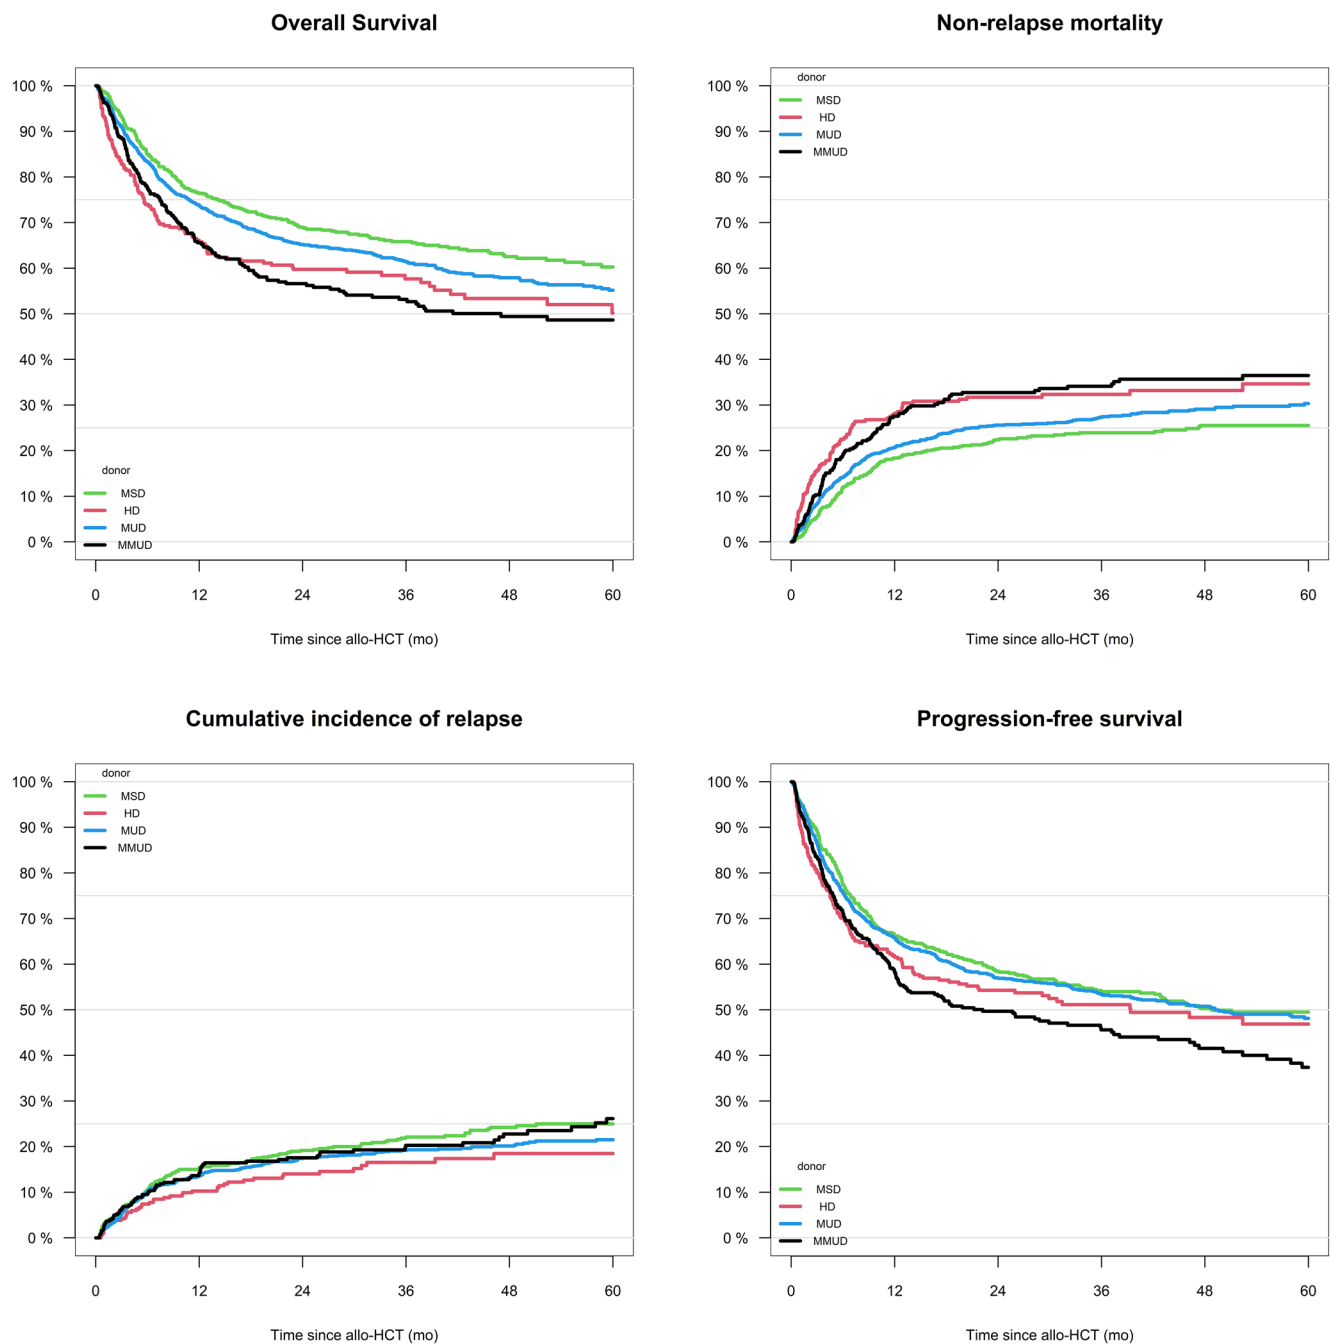 Overall Survival
100 %
90 %
80 %
70 %
60 %
50 %
40 %
30 %
20 %
10 %
0 %
donor
MSD
HD
MUD
MMUD
0 12 24 36 48 60
Time since allo-HCT (mo)
Non-relapse mortality
100 %
90 %
80 %
70 %
60 %
50 %
40 %
30 %
20 %
10 %
0 %
donor
MSD
HD
MUD
MMUD
0 12 24 36 48 60
Time since allo-HCT (mo)
Cumulative incidence of relapse
100 %
90 %
80 %
70 %
60 %
50 %
40 %
30 %
20 %
10 %
0 %
donor
MSD
HD
MUD
MMUD
0 12 24 36 48 60
Time since allo-HCT (mo)
Progression-free survival
100 %
90 %
80 %
70 %
60 %
50 %
40 %
30 %
20 %
10 %
0 %
donor
MSD
HD
MUD
MMUD
0 12 24 36 48 60
Time since allo-HCT (mo)